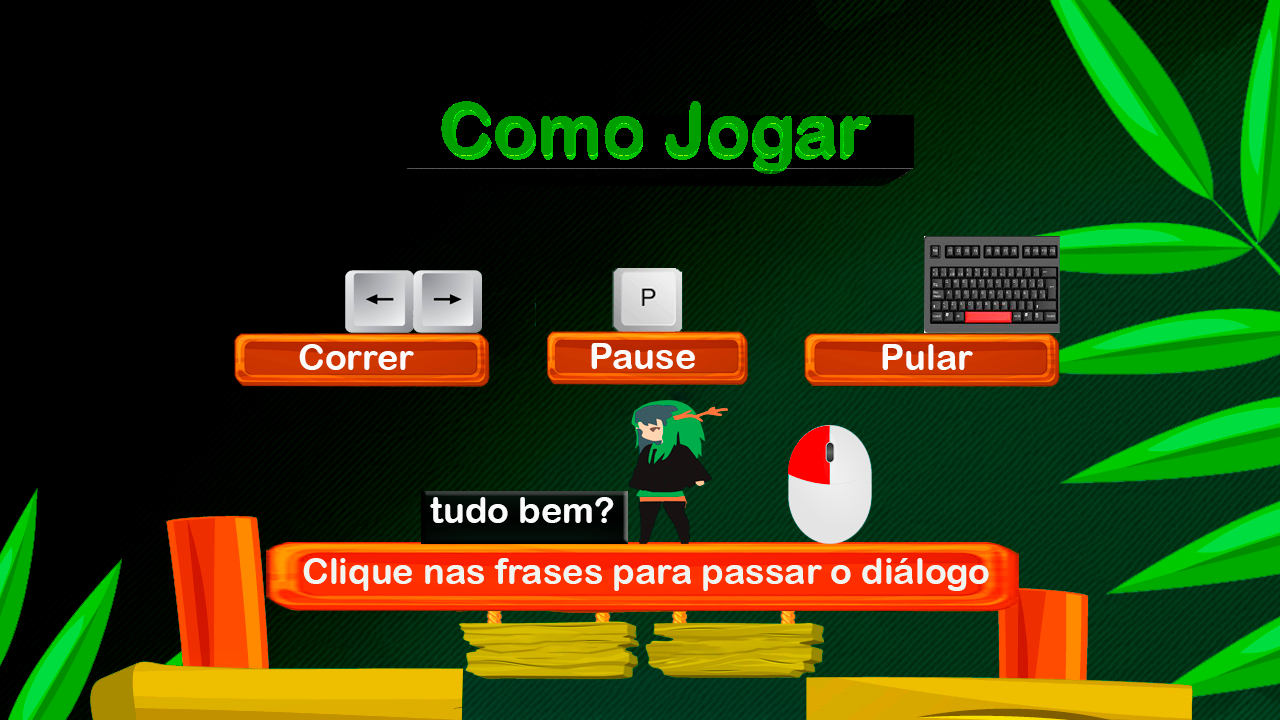 Como Jogar
← →
P
Correr
Pause
Pular
tudo bem?
Clique nas frases para passar o diálogo